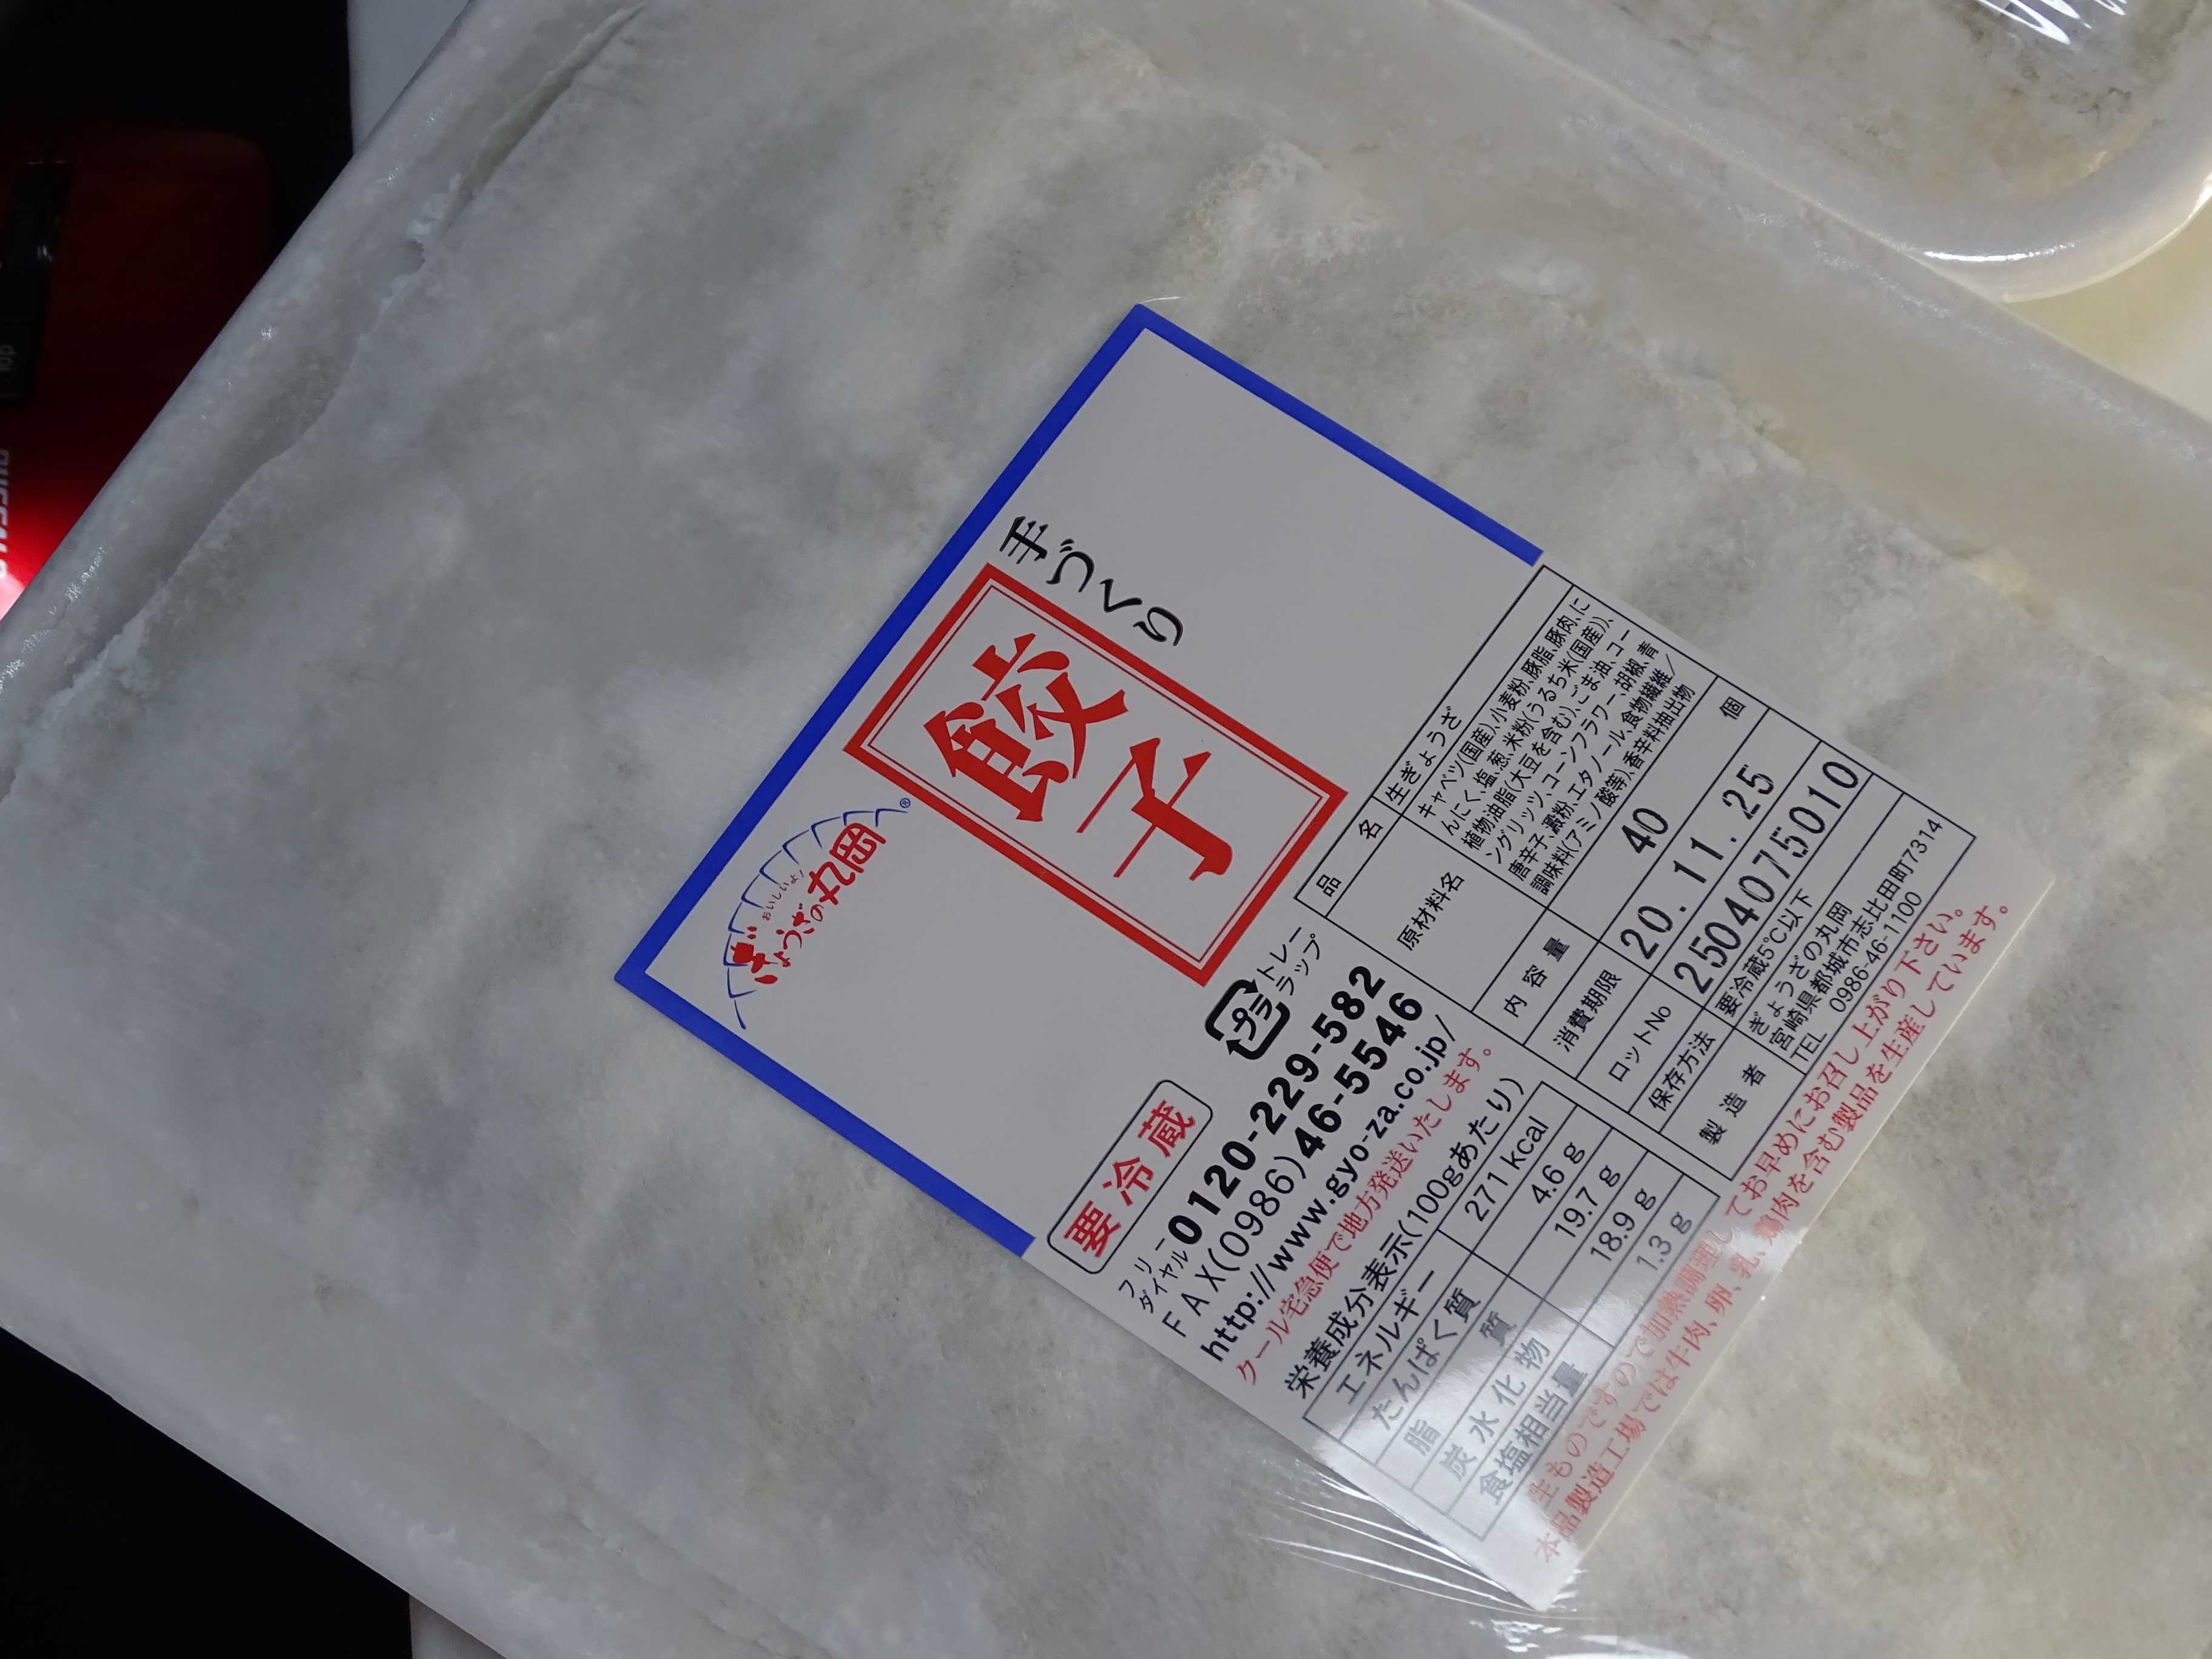 おいしいよ!
ぎょうざの丸岡®
手づくり
餃子
要冷蔵
プラ
トレー
ラップ
フリーダイヤル 0120-229-582
FAX(0986)46-5546
http://www.gyo-za.co.jp/
クール宅急便で地方発送いたします。
栄養成分表示(100gあたり)
エネルギー 271kcal
たんぱく質 4.6g
脂質 19.7g
炭水化物 18.9g
食塩相当量 1.3g
品名 生ぎょうざ
原材料名 キャベツ(国産)、小麦粉、豚脂、豚肉、に
んにく、塩、葱、米粉(うるち米(国産))、
植物油脂(大豆を含む)、ごま油、コー
ングリッツ、コーンフラワー、胡椒、青
唐辛子、澱粉、エタノール、食物繊維/
調味料(アミノ酸等)、香辛料抽出物
内容量 40 個
消費期限 20.11.25
ロットNo 2504075010
保存方法 要冷蔵5℃以下
製造者 ぎょうざの丸岡
宮崎県都城市志比田町7314
TEL 0986-46-1100
生ものですので加熱調理してお早めにお召し上がり下さい。
本品製造工場では牛肉、卵、乳、鶏肉を含む製品を生産しています。